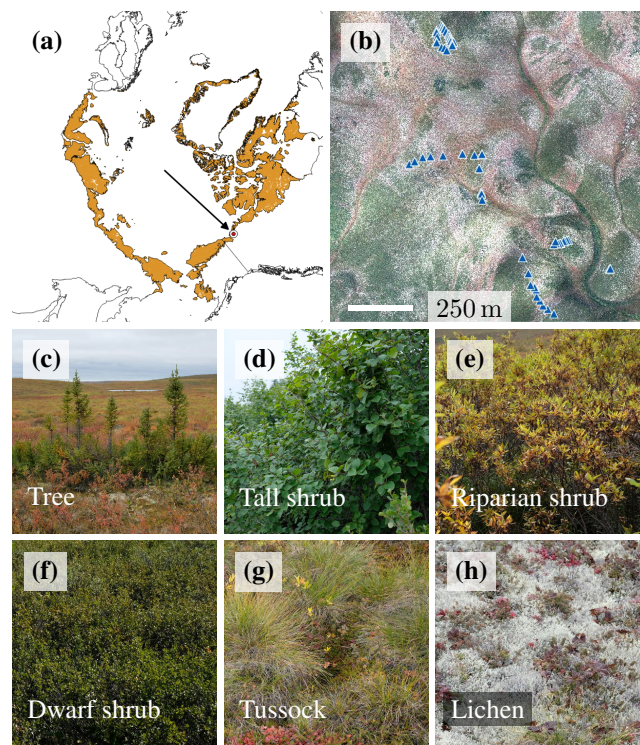 (a)
(b)
250 m
(c)
Tree
(d)
Tall shrub
(e)
Riparian shrub
(f)
Dwarf shrub
(g)
Tussock
(h)
Lichen